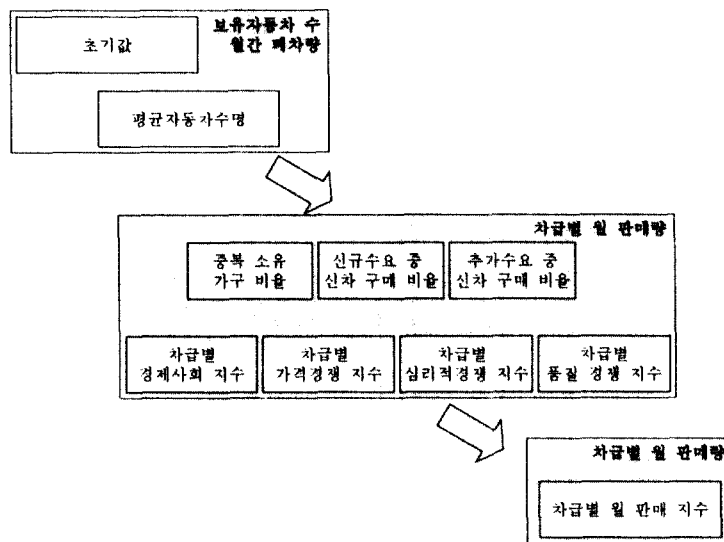 보유자동차 수
월간 폐차량
초기값
평균자동차수명
차급별 월 판매량
중복 소유
가구 비율
신규수요 중
신차 구매 비율
추가수요 중
신차 구매 비율
차급별
경제사회 지수
차급별
가격경쟁 지수
차급별
심리적경쟁 지수
차급별
품질 경쟁 지수
차급별 월 판매량
차급별 월 판매 지수